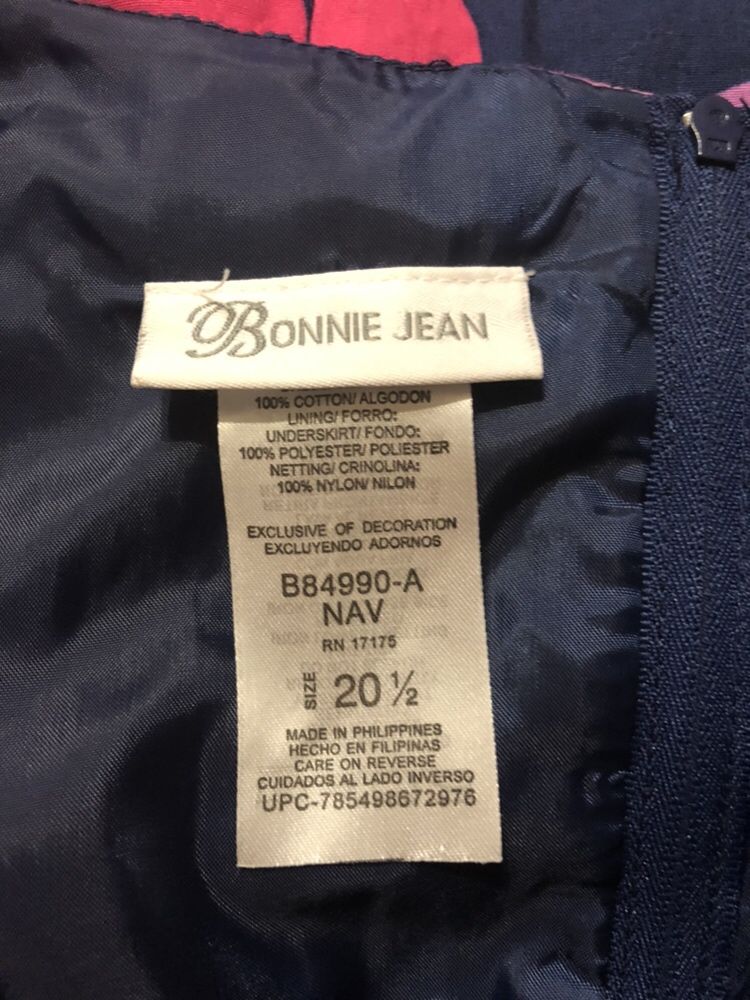 BONNIE JEAN
100% COTTON/ ALGODON
LINING/ FORRO:
UNDERSKIRT/ FONDO:
100% POLYESTER/ POLIESTER
NETTING/ CRINOLINA:
100% NYLON/ NILON
EXCLUSIVE OF DECORATION
EXCLUYENDO ADORNOS
B84990-A
NAV
RN 17175
SIZE 20 ½
MADE IN PHILIPPINES
HECHO EN FILIPINAS
CARE ON REVERSE
CUIDADOS AL LADO INVERSO
UPC-785498672976